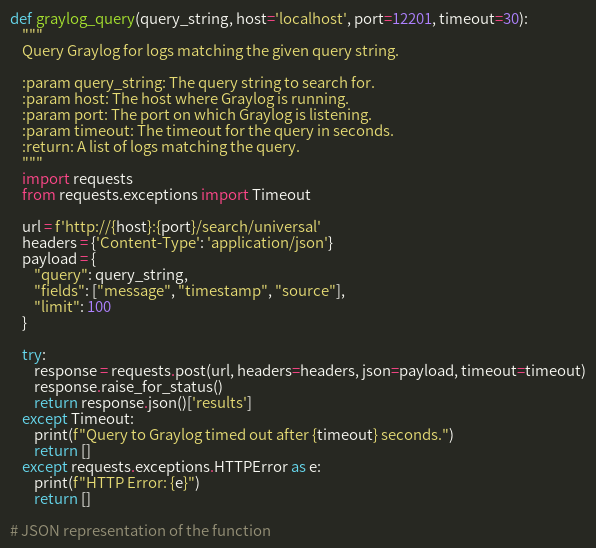 def graylog_query(query_string, host='localhost', port=12201, timeout=30):
    """
    Query Graylog for logs matching the given query string.

    :param query_string: The query string to search for.
    :param host: The host where Graylog is running.
    :param port: The port on which Graylog is listening.
    :param timeout: The timeout for the query in seconds.
    :return: A list of logs matching the query.
    """
    import requests
    from requests.exceptions import Timeout

    url = f'http://{host}:{port}/search/universal'
    headers = {'Content-Type': 'application/json'}
    payload = {
        "query": query_string,
        "fields": ["message", "timestamp", "source"],
        "limit": 100
    }

    try:
        response = requests.post(url, headers=headers, json=payload, timeout=timeout)
        response.raise_for_status()
        return response.json()['results']
    except Timeout:
        print(f"Query to Graylog timed out after {timeout} seconds.")
        return []
    except requests.exceptions.HTTPError as e:
        print(f"HTTP Error: {e}")
        return []

# JSON representation of the function